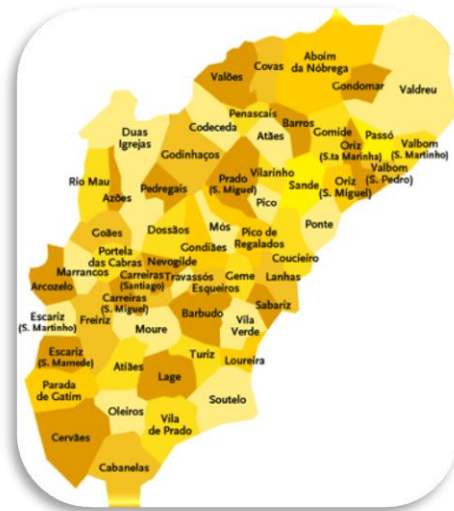 Aboim
da Nóbrega
Covas
Valões
Gondomar
Valdreu
Penascais
Barros
Gomide
Passó
Duas
Igrejas
Codeceda
Atães
Oriz
(S.ta Marinha)
Valbom
(S. Martinho)
Godinhaços
Vilarinho
Valbom
(S. Pedro)
Rio Mau
Azões
Pedregais
Prado
(S. Miguel)
Sande
Oriz
(S. Miguel)
Pico
Goães
Dossãos
Mós
Ponte
Pico de
Regalados
Gondiães
Portela
das Cabras
Nevogilde
Coucieiro
Marrancos
Carreiras
(Santiago)
Travassós
Geme
Lanhas
Arcozelo
Esqueiros
Carreiras
(S. Miguel)
Sabariz
Escariz
(S. Martinho)
Freiriz
Barbudo
Moure
Vila
Verde
Escariz
(S. Mamede)
Turiz
Loureira
Atiães
Lage
Parada
de Gatim
Soutelo
Oleiros
Vila
de Prado
Cervães
Cabanelas